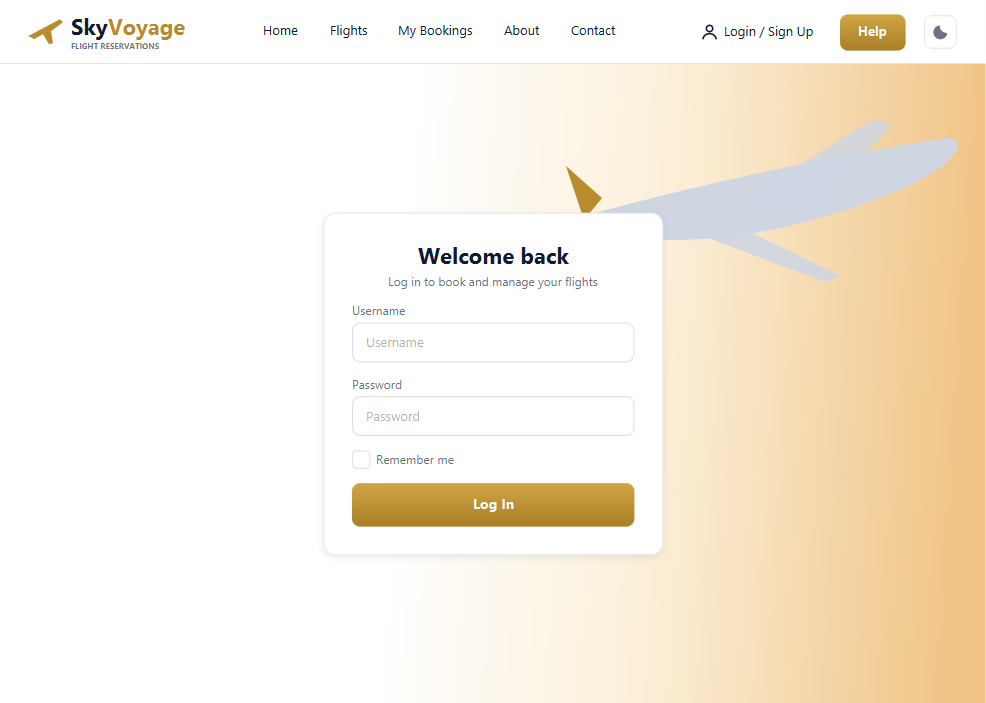 SkyVoyage
FLIGHT RESERVATIONS
Home
Flights
My Bookings
About
Contact
Login / Sign Up
Help
Welcome back
Log in to book and manage your flights
Username
Username
Password
Password
Remember me
Log In